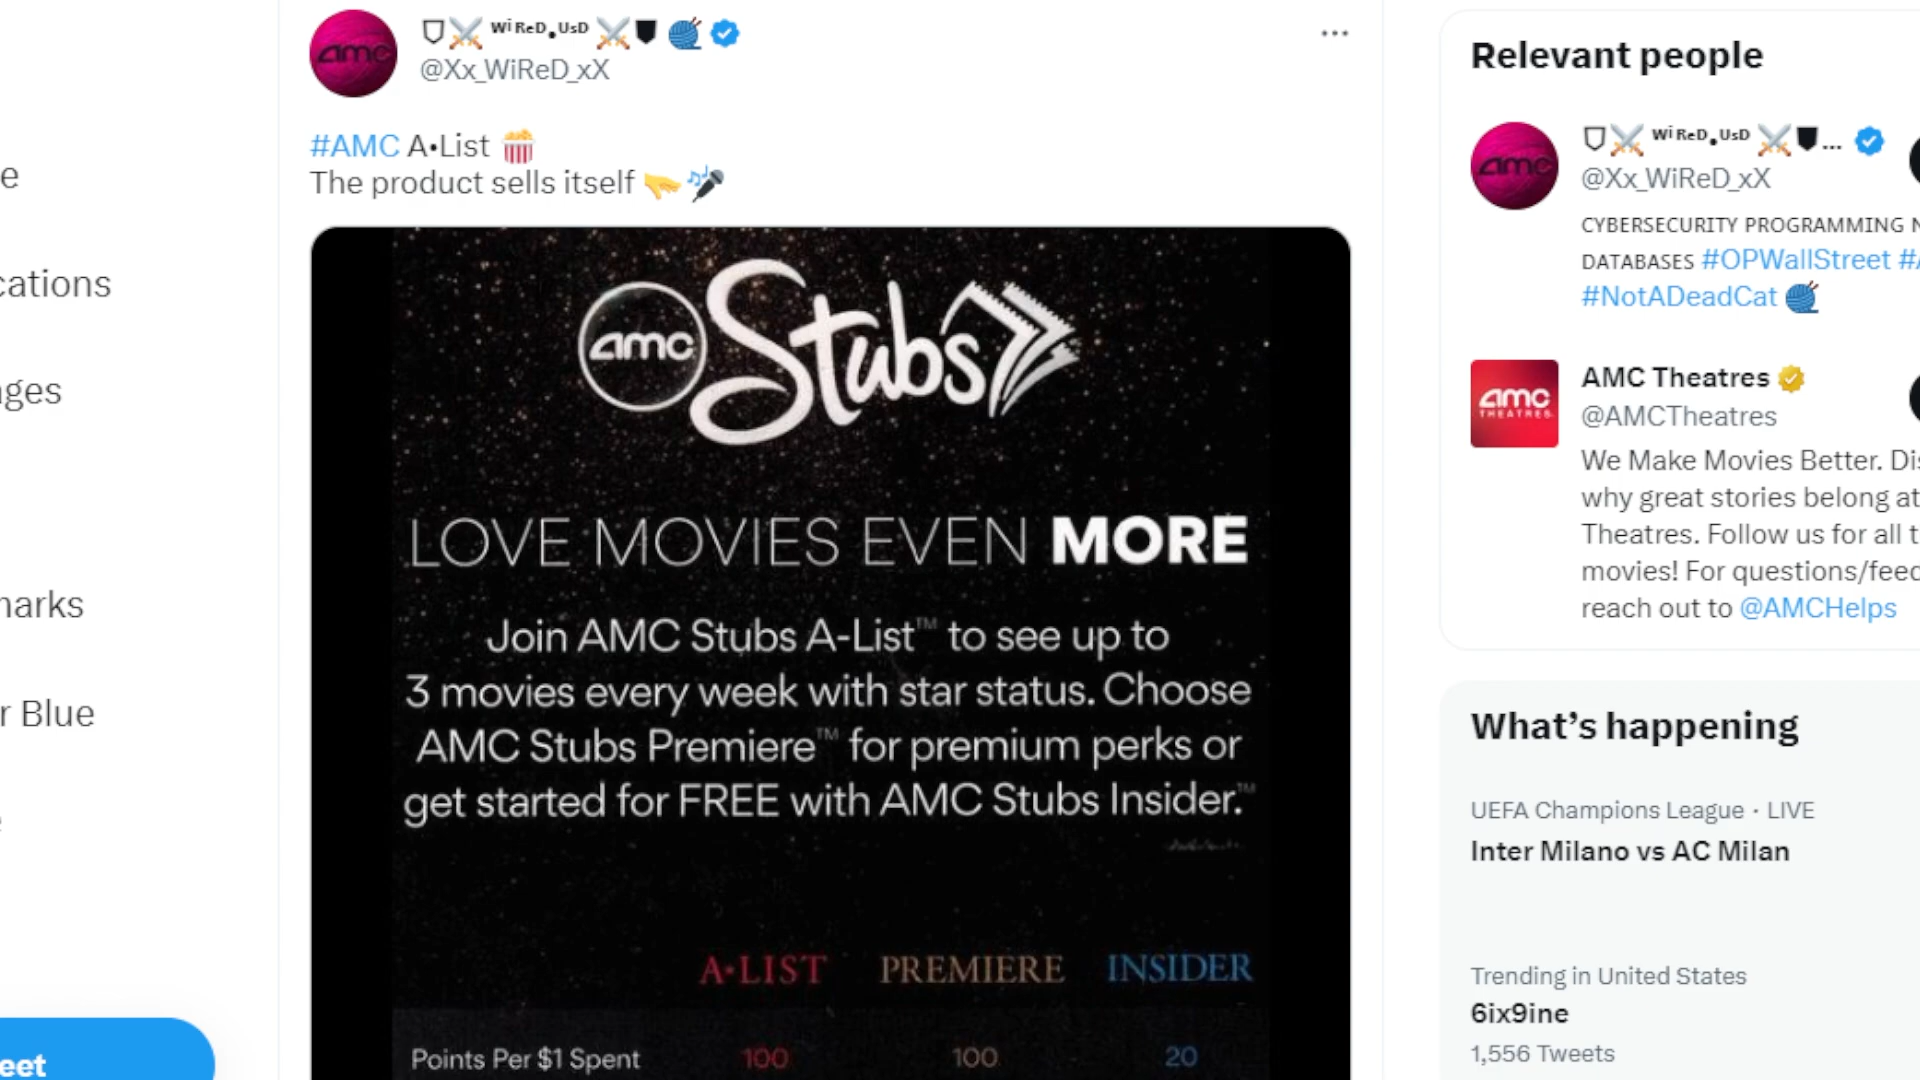 e
cations
ages
narks
r Blue
e
eet
ᵂⁱᴿᵉᴰ•ᵁˢᴰ
@Xx_WiReD_xX
#AMC A•List
The product sells itself
amc
amc Stubs
LOVE MOVIES EVEN MORE
Join AMC Stubs A-List™ to see up to
3 movies every week with star status. Choose
AMC Stubs Premiere™ for premium perks or
get started for FREE with AMC Stubs Insider.™
A•LIST PREMIERE INSIDER
Points Per $1 Spent 100 100 20
Relevant people
amc
ᵂⁱᴿᵉᴰ•ᵁˢᴰ ...
@Xx_WiReD_xX
CYBERSECURITY PROGRAMMING N
DATABASES #OPWallStreet #A
#NotADeadCat
amc
THEATRES
AMC Theatres
@AMCTheatres
We Make Movies Better. Dis
why great stories belong at
Theatres. Follow us for all t
movies! For questions/feed
reach out to @AMCHelps
What's happening
UEFA Champions League · LIVE
Inter Milano vs AC Milan
Trending in United States
6ix9ine
1,556 Tweets